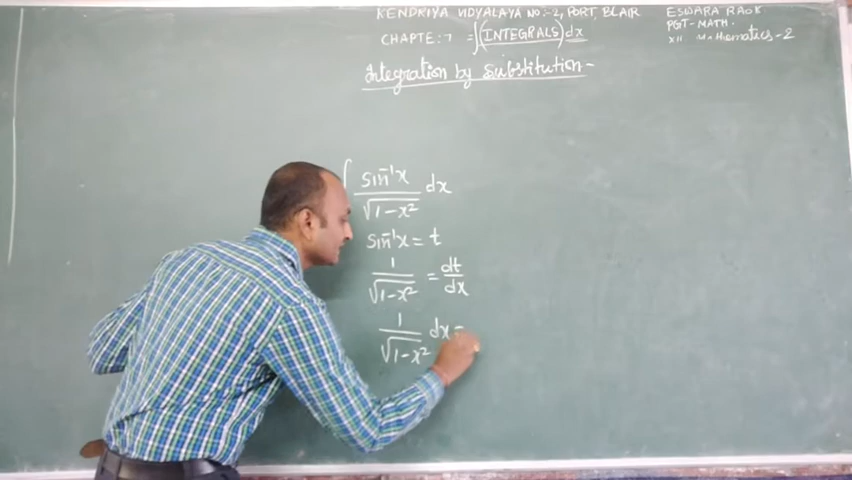 KENDRIYA VIDYALAYA NO:-2, PORT, BLAIR
CHAPTE: 7 = ∫(INTEGRALS) dx
ESWARA RAO K
PGT-MATH.
XII Mathematics-2
Integration by Substitution-
∫ sin⁻¹x / √(1-x²) dx
sin⁻¹x = t
1 / √(1-x²) = dt/dx
1 / √(1-x²) dx =